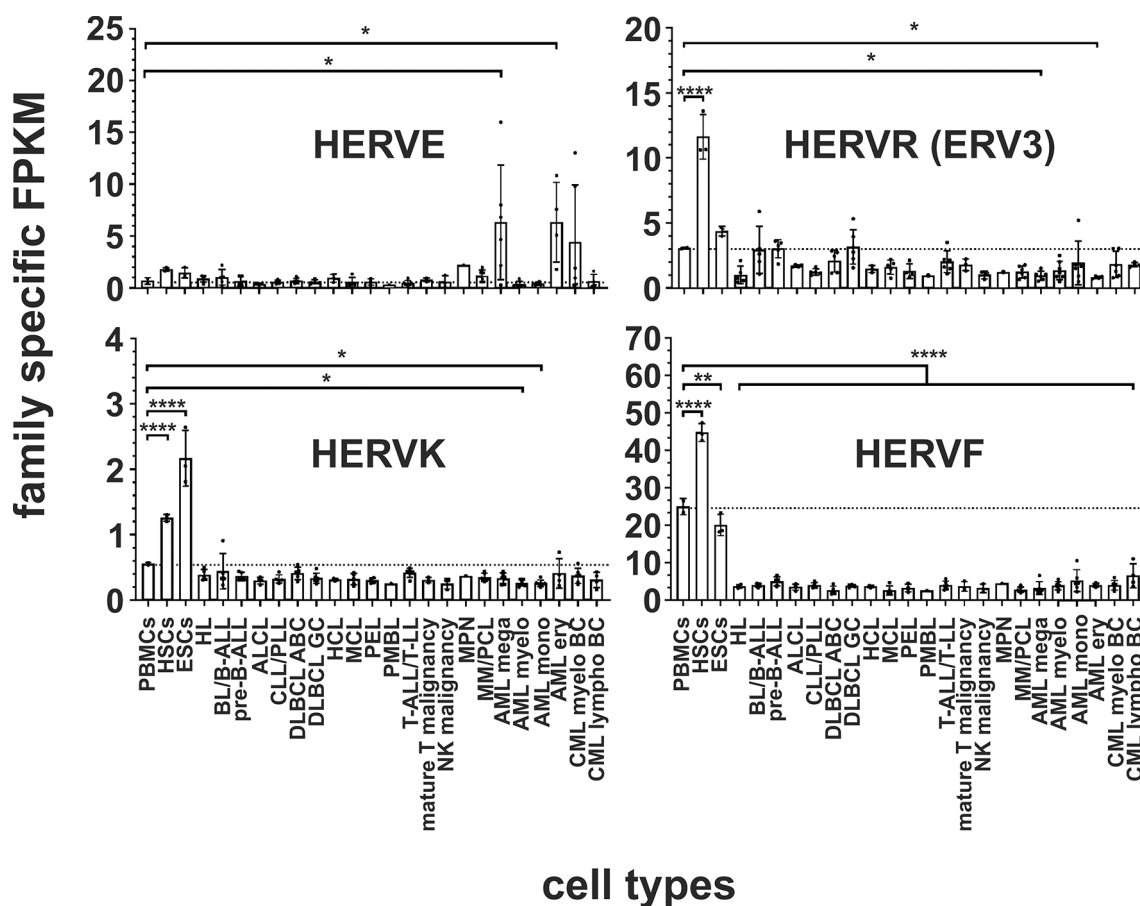 family specific FPKM
25
20
15
10
5
0
*
*
HERVE
20
15
10
5
0
*
*
****
HERVR (ERV3)
4
3
2
1
0
*
*
****
****
HERVK
70
60
50
40
30
20
10
0
****
**
****
HERVF
PBMCs
HSCs
ESCs
HL
BL/B-ALL
pre-B-ALL
ALCL
CLL/PLL
DLBCL ABC
DLBCL GC
HCL
MCL
PEL
PMBL
T-ALL/T-LL
mature T malignancy
NK malignancy
MPN
MM/PCL
AML mega
AML myelo
AML mono
AML ery
CML myelo BC
CML lympho BC
PBMCs
HSCs
ESCs
HL
BL/B-ALL
pre-B-ALL
ALCL
CLL/PLL
DLBCL ABC
DLBCL GC
HCL
MCL
PEL
PMBL
T-ALL/T-LL
mature T malignancy
NK malignancy
MPN
MM/PCL
AML mega
AML myelo
AML mono
AML ery
CML myelo BC
CML lympho BC
cell types